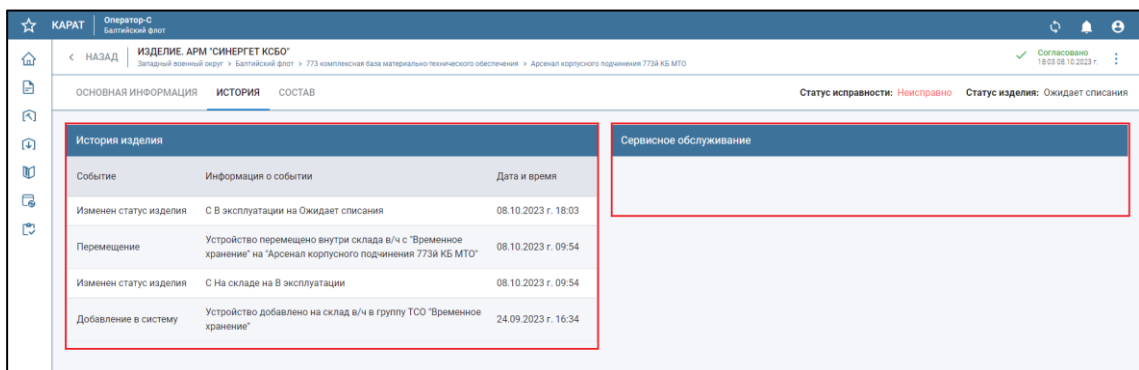 КАРАТ
Оператор-С
Балтийский флот
НАЗАД
ИЗДЕЛИЕ. АРМ "СИНЕРГЕТ КСБО"
Западный военный округ > Балтийский флот > 773 комплексная база материально-технического обеспечения > Арсенал корпусного подчинения 773й КБ МТО
Согласовано
18:03 08.10.2023 г.
ОСНОВНАЯ ИНФОРМАЦИЯ ИСТОРИЯ СОСТАВ
Статус исправности: Неисправно Статус изделия: Ожидает списания
История изделия
Событие Информация о событии Дата и время
Изменен статус изделия С В эксплуатации на Ожидает списания 08.10.2023 г. 18:03
Перемещение Устройство перемещено внутри склада в/ч с "Временное
хранение" на "Арсенал корпусного подчинения 773й КБ МТО" 08.10.2023 г. 09:54
Изменен статус изделия С На складе на В эксплуатации 08.10.2023 г. 09:54
Добавление в систему Устройство добавлено на склад в/ч в группу ТСО "Временное
хранение" 24.09.2023 г. 16:34
Сервисное обслуживание